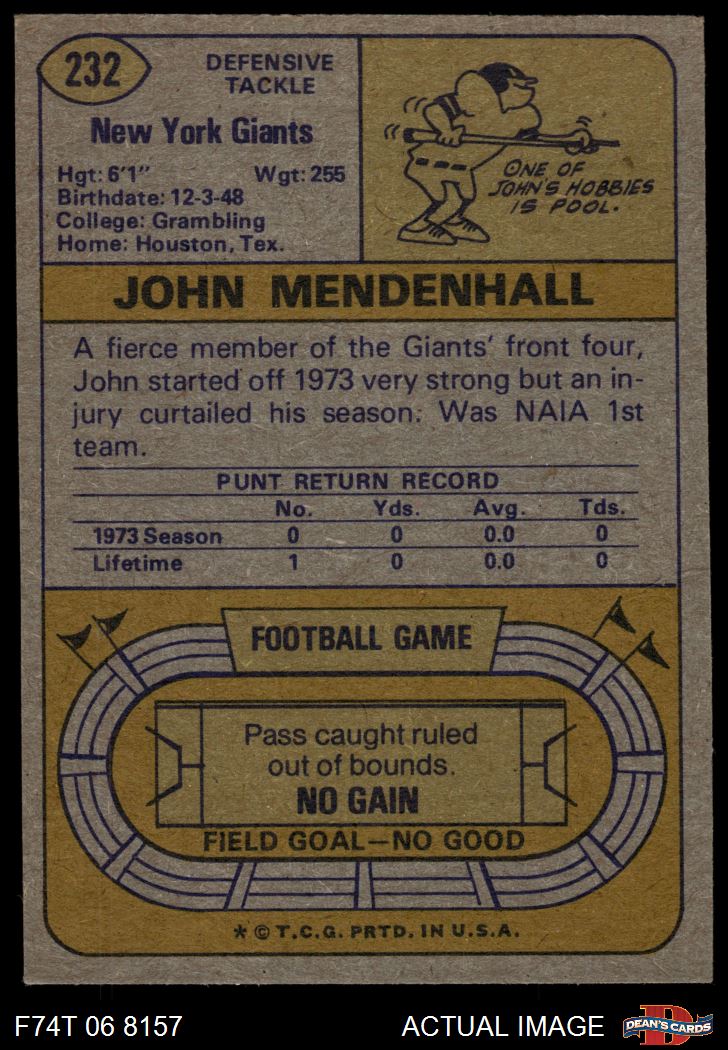 232
DEFENSIVE
TACKLE
New York Giants
Hgt: 6'1" Wgt: 255
Birthdate: 12-3-48
College: Grambling
Home: Houston, Tex.
ONE OF
JOHN'S HOBBIES
IS POOL.
JOHN MENDENHALL
A fierce member of the Giants' front four,
John started off 1973 very strong but an in-
jury curtailed his season. Was NAIA 1st
team.
PUNT RETURN RECORD
No. Yds. Avg. Tds.
1973 Season 0 0 0.0 0
Lifetime 1 0 0.0 0
FOOTBALL GAME
Pass caught ruled
out of bounds.
NO GAIN
FIELD GOAL—NO GOOD
* © T.C.G. PRTD. IN U.S.A.
F74T 06 8157 ACTUAL IMAGE
D
DEAN'S CARDS